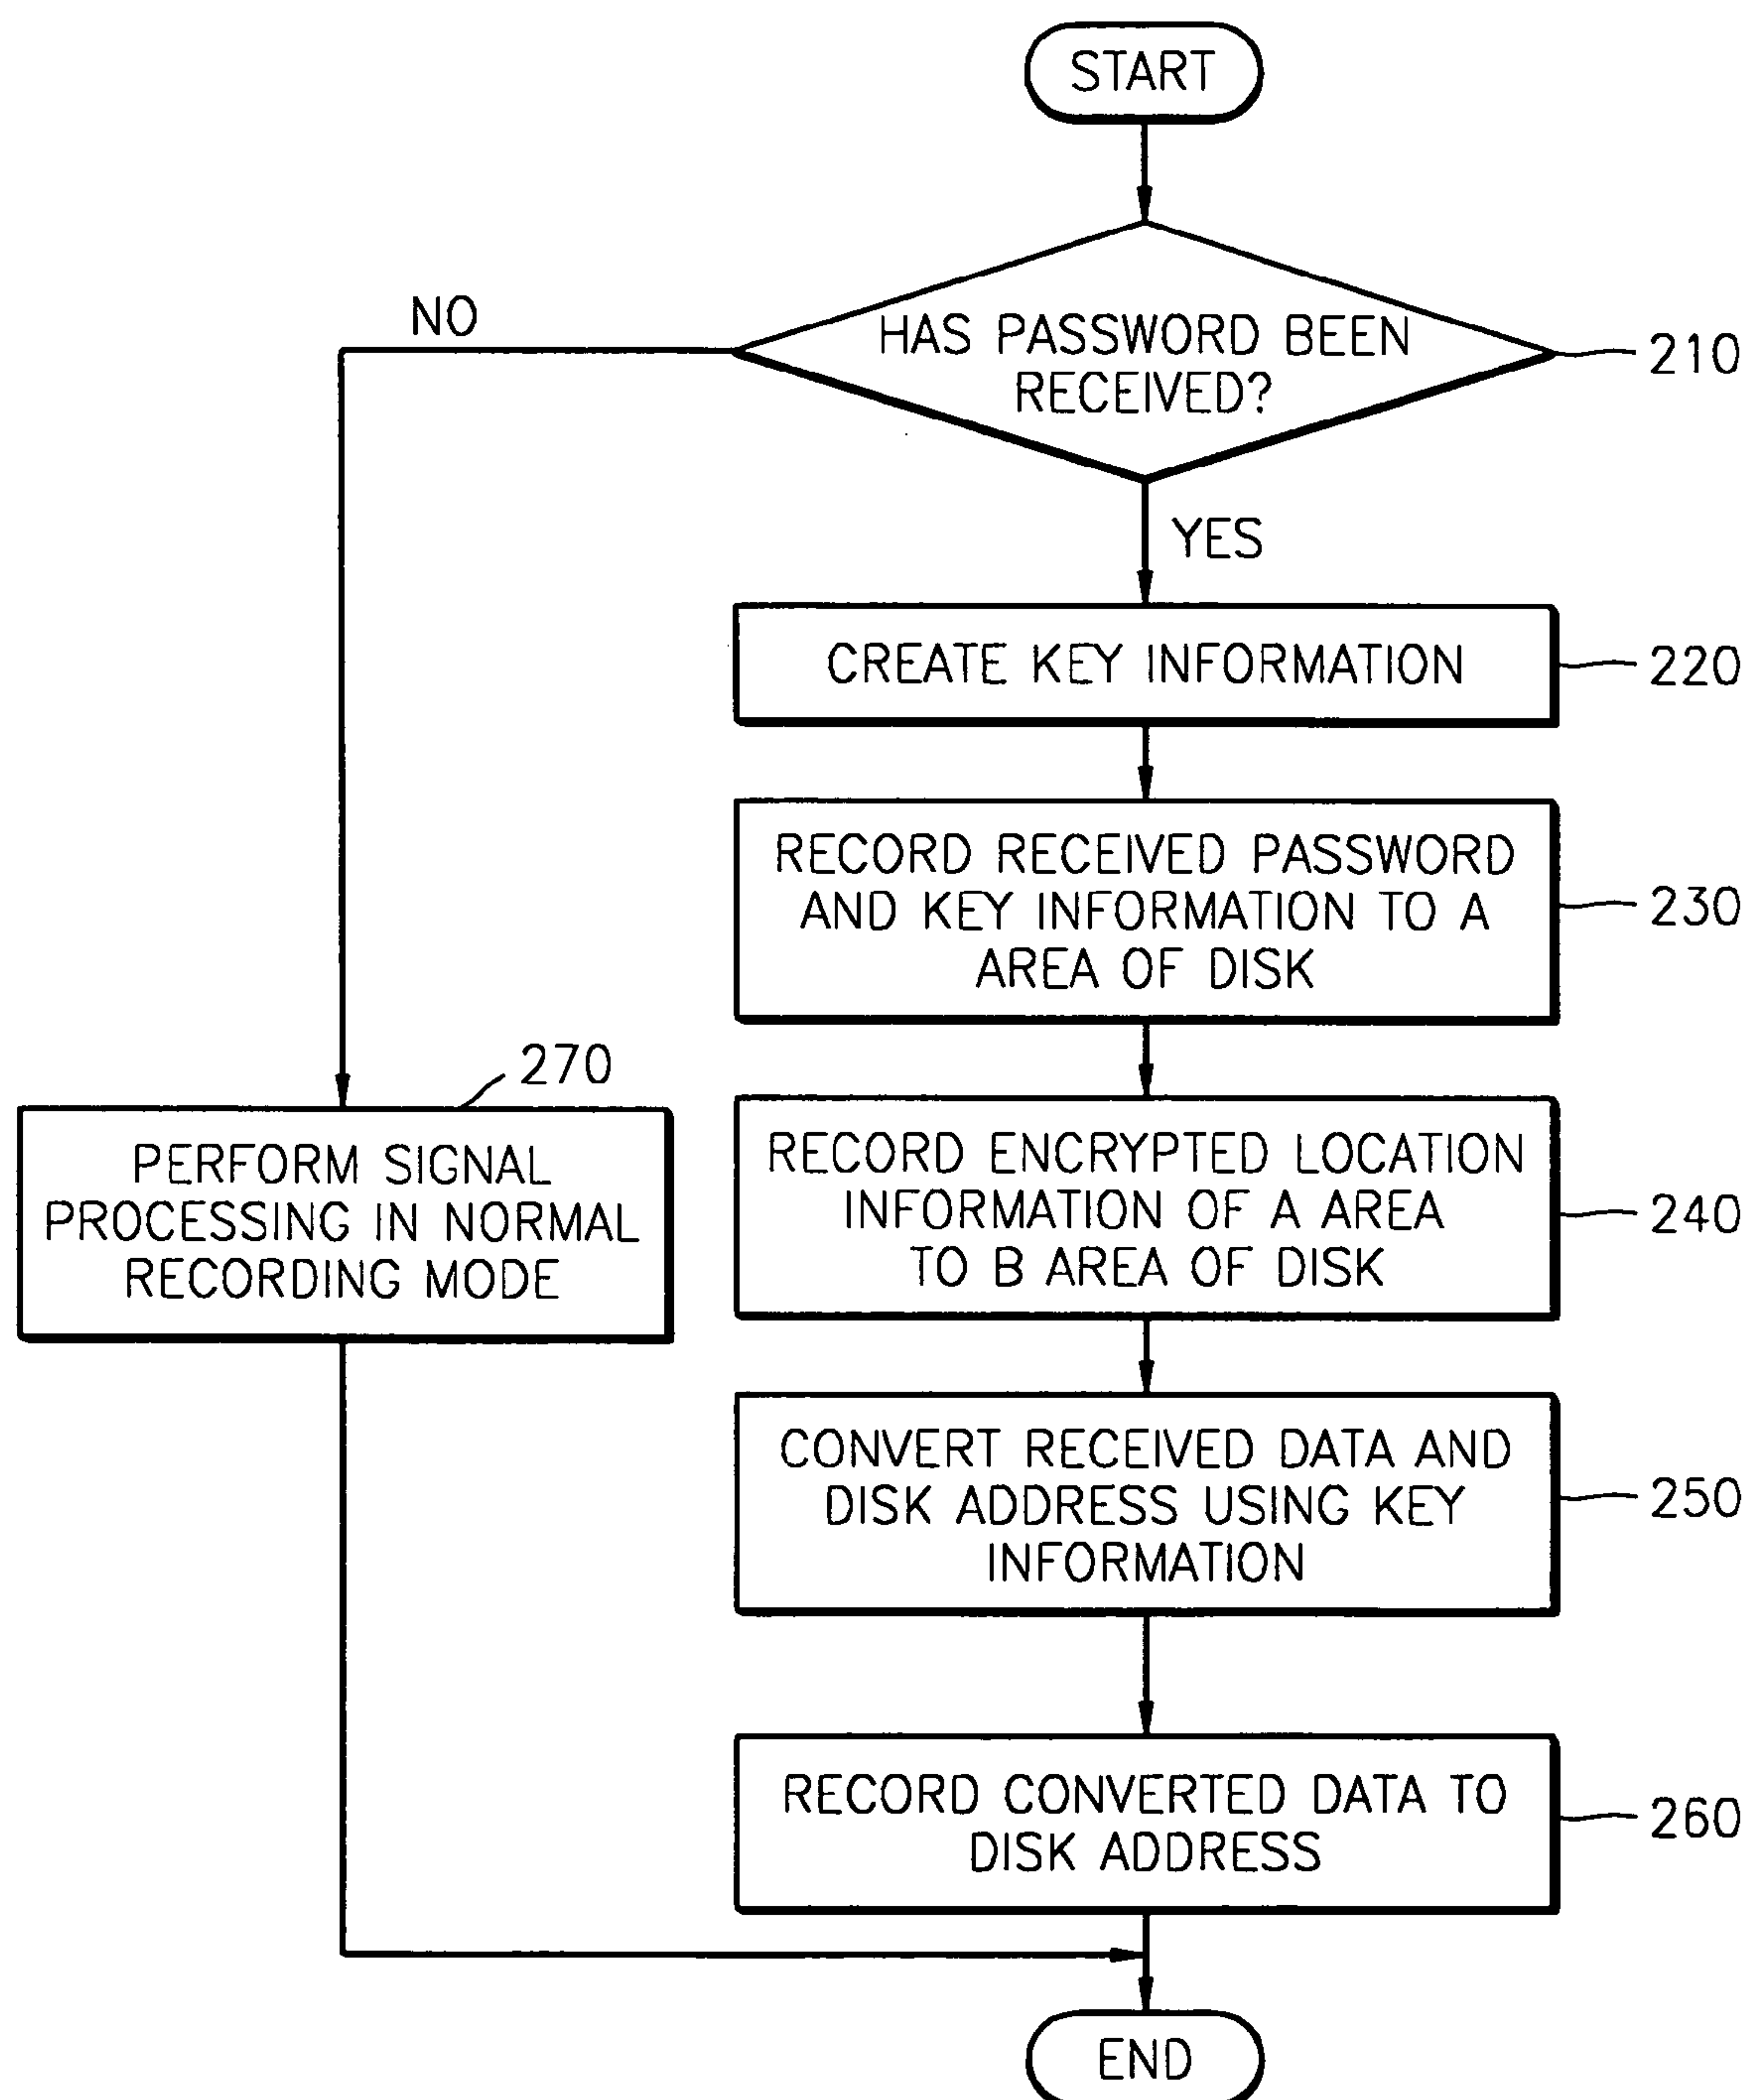 START
NO
HAS PASSWORD BEEN
RECEIVED?
210
YES
CREATE KEY INFORMATION
220
RECORD RECEIVED PASSWORD
AND KEY INFORMATION TO A
AREA OF DISK
230
270
PERFORM SIGNAL
PROCESSING IN NORMAL
RECORDING MODE
RECORD ENCRYPTED LOCATION
INFORMATION OF A AREA
TO B AREA OF DISK
240
CONVERT RECEIVED DATA AND
DISK ADDRESS USING KEY
INFORMATION
250
RECORD CONVERTED DATA TO
DISK ADDRESS
260
END